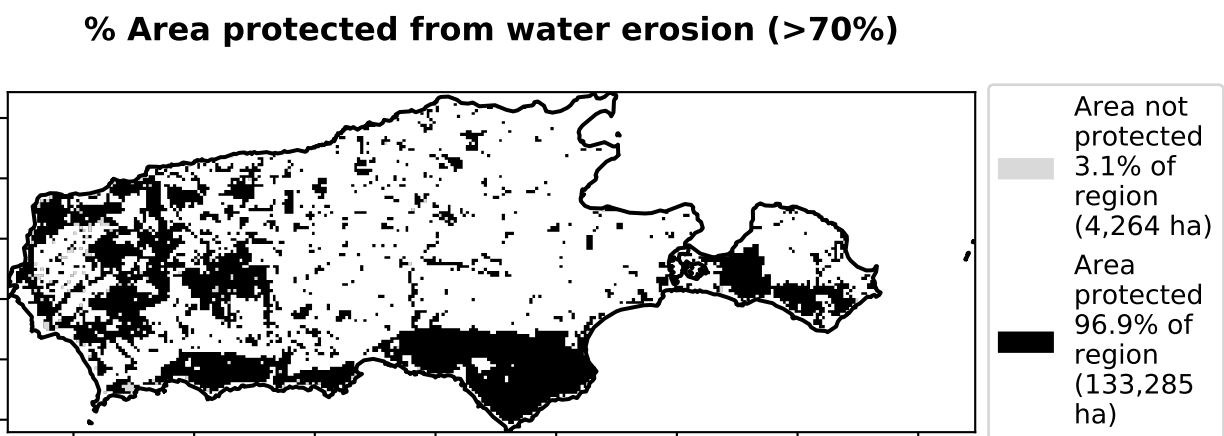 % Area protected from water erosion (>70%)
Area not
protected
3.1% of
region
(4,264 ha)
Area
protected
96.9% of
region
(133,285
ha)